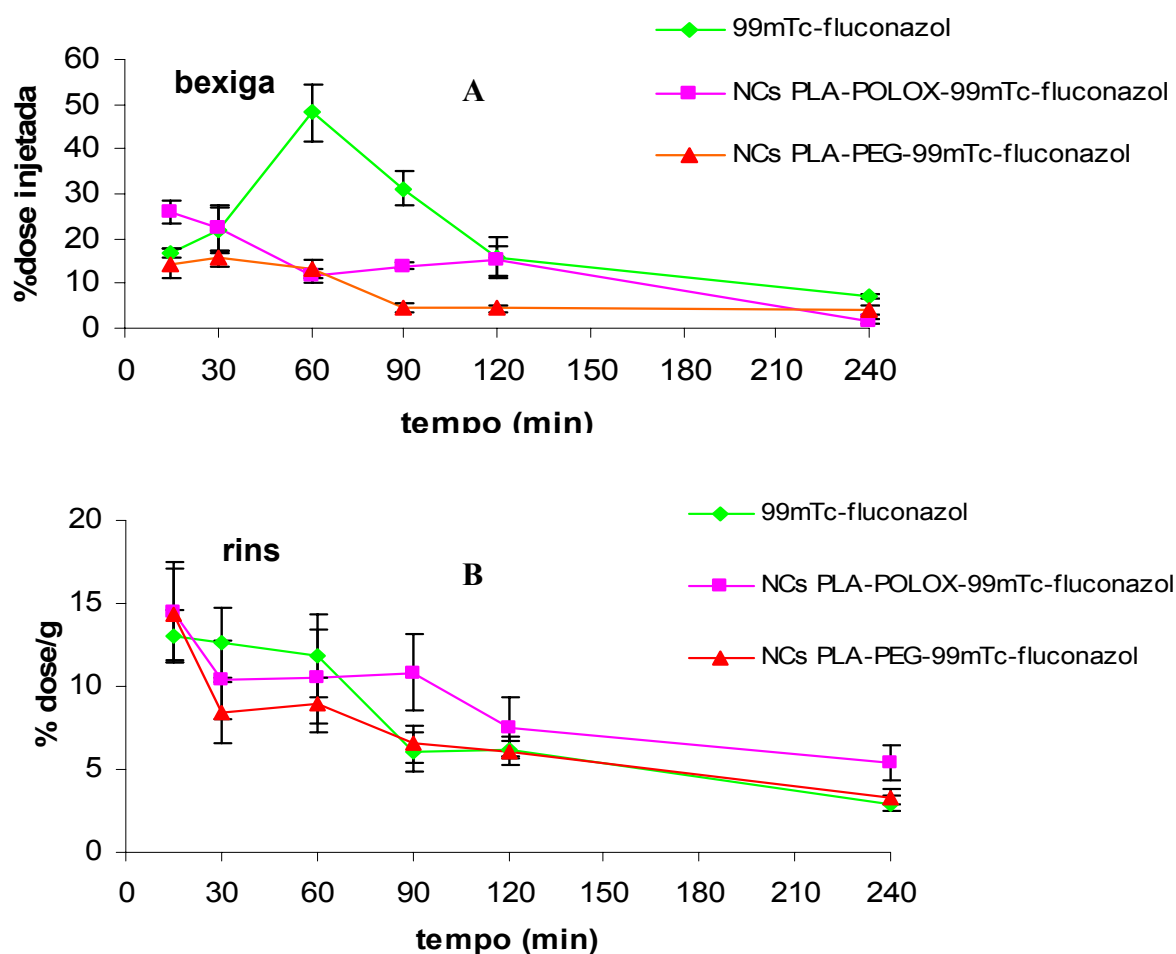 99mTc-fluconazol
NCs PLA-POLOX-99mTc-fluconazol
NCs PLA-PEG-99mTc-fluconazol
bexiga
A
%dose injetada
60
50
40
30
20
10
0
0 30 60 90 120 150 180 210 240
tempo (min)
99mTc-fluconazol
NCs PLA-POLOX-99mTc-fluconazol
NCs PLA-PEG-99mTc-fluconazol
rins
B
% dose/g
20
15
10
5
0
0 30 60 90 120 150 180 210 240
tempo (min)